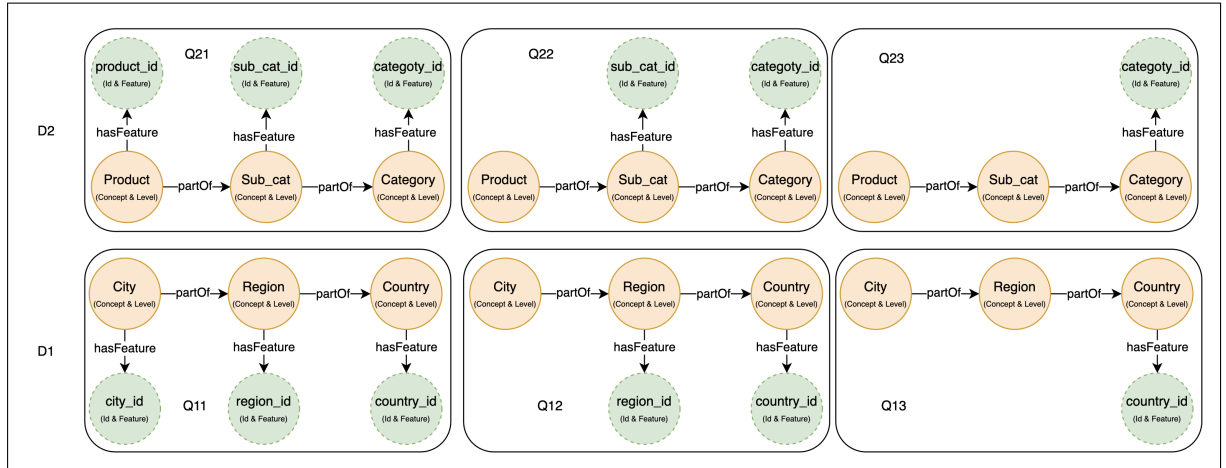 Q21
product_id
(Id & Feature)
sub_cat_id
(Id & Feature)
categoty_id
(Id & Feature)
hasFeature
hasFeature
hasFeature
Product
(Concept & Level)
partOf
Sub_cat
(Concept & Level)
partOf
Category
(Concept & Level)
Q22
sub_cat_id
(Id & Feature)
categoty_id
(Id & Feature)
hasFeature
hasFeature
Product
(Concept & Level)
partOf
Sub_cat
(Concept & Level)
partOf
Category
(Concept & Level)
Q23
categoty_id
(Id & Feature)
hasFeature
Product
(Concept & Level)
partOf
Sub_cat
(Concept & Level)
partOf
Category
(Concept & Level)
D2
City
(Concept & Level)
partOf
Region
(Concept & Level)
partOf
Country
(Concept & Level)
hasFeature
hasFeature
hasFeature
city_id
(Id & Feature)
Q11
region_id
(Id & Feature)
country_id
(Id & Feature)
City
(Concept & Level)
partOf
Region
(Concept & Level)
partOf
Country
(Concept & Level)
hasFeature
hasFeature
Q12
region_id
(Id & Feature)
country_id
(Id & Feature)
City
(Concept & Level)
partOf
Region
(Concept & Level)
partOf
Country
(Concept & Level)
hasFeature
Q13
country_id
(Id & Feature)
D1